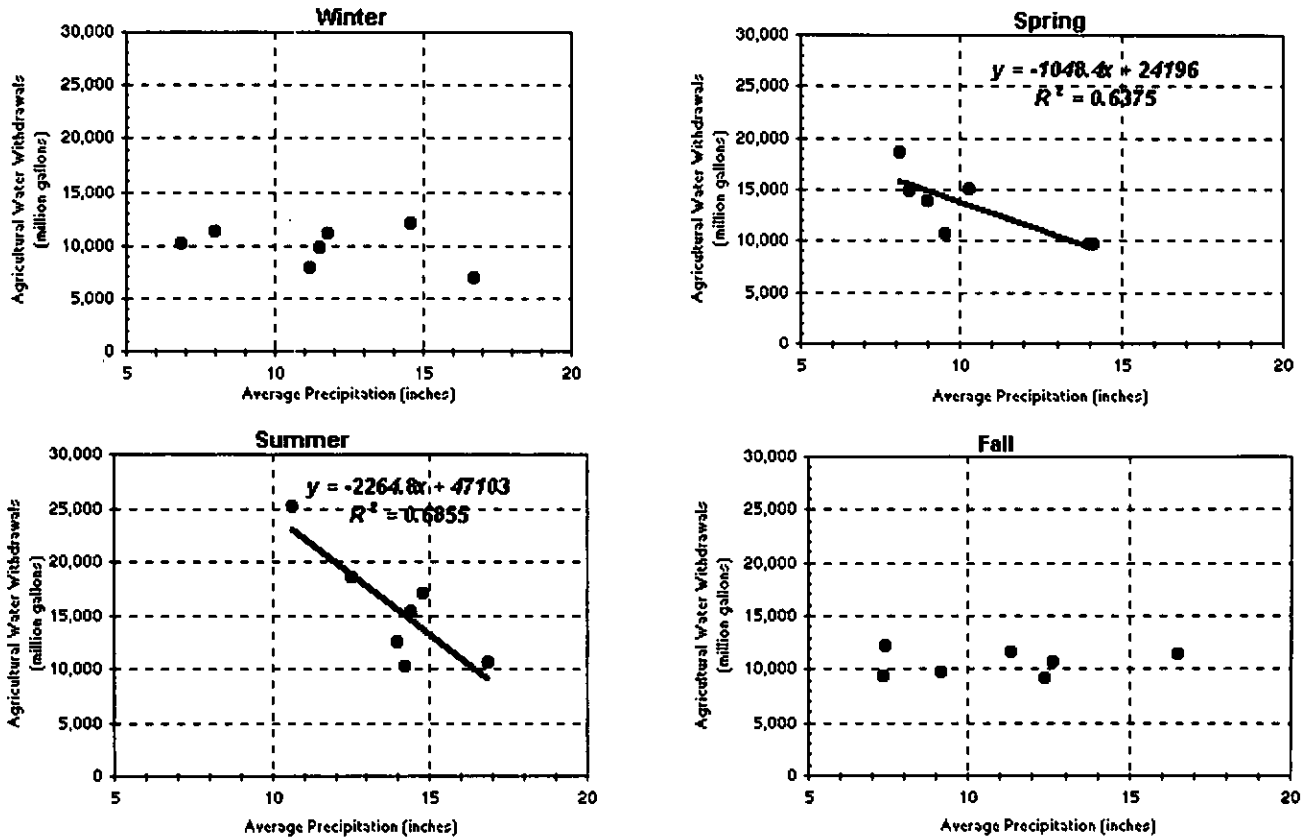 Winter
30,000
25,000
20,000
15,000
10,000
5,000
0
Agricultural Water Withdrawals
(million gallons)
5
10
15
20
Average Precipitation (inches)
Spring
y = -1048.4x + 24196
R² = 0.6375
30,000
25,000
20,000
15,000
10,000
5,000
0
Agricultural Water Withdrawals
(million gallons)
5
10
15
20
Average Precipitation (inches)
Summer
y = -2264.8x + 47103
R² = 0.6855
30,000
25,000
20,000
15,000
10,000
5,000
0
Agricultural Water Withdrawals
(million gallons)
5
10
15
20
Average Precipitation (inches)
Fall
30,000
25,000
20,000
15,000
10,000
5,000
0
Agricultural Water Withdrawals
(million gallons)
5
10
15
20
Average Precipitation (inches)